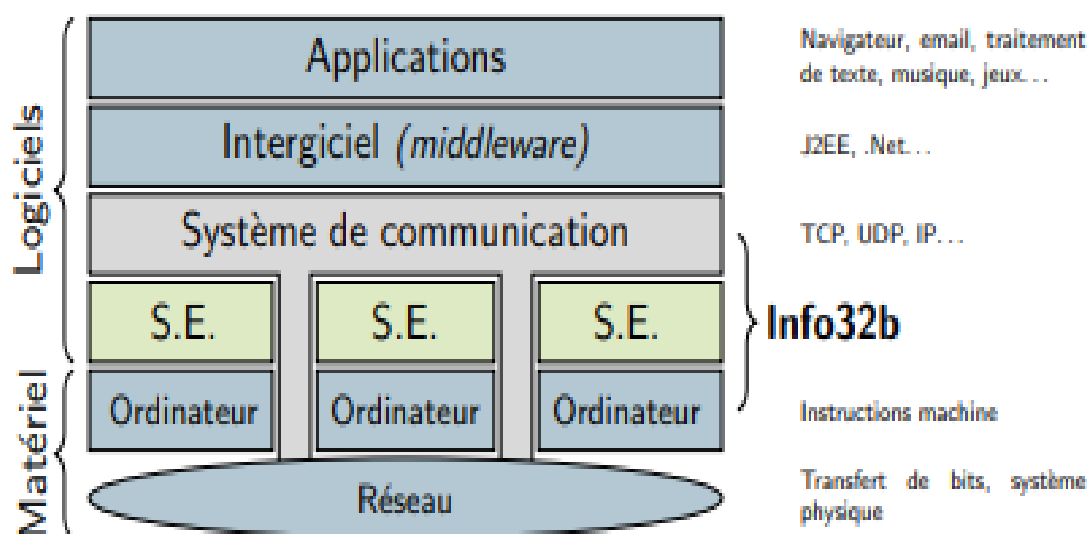 Applications
Navigateur, email, traitement
de texte, musique, jeux...
Intergiciel (middleware)
J2EE, .Net...
Logiciels
Système de communication
TCP, UDP, IP...
S.E.
S.E.
S.E.
Info32b
Matériel
Ordinateur
Ordinateur
Ordinateur
Instructions machine
Réseau
Transfert de bits, système
physique